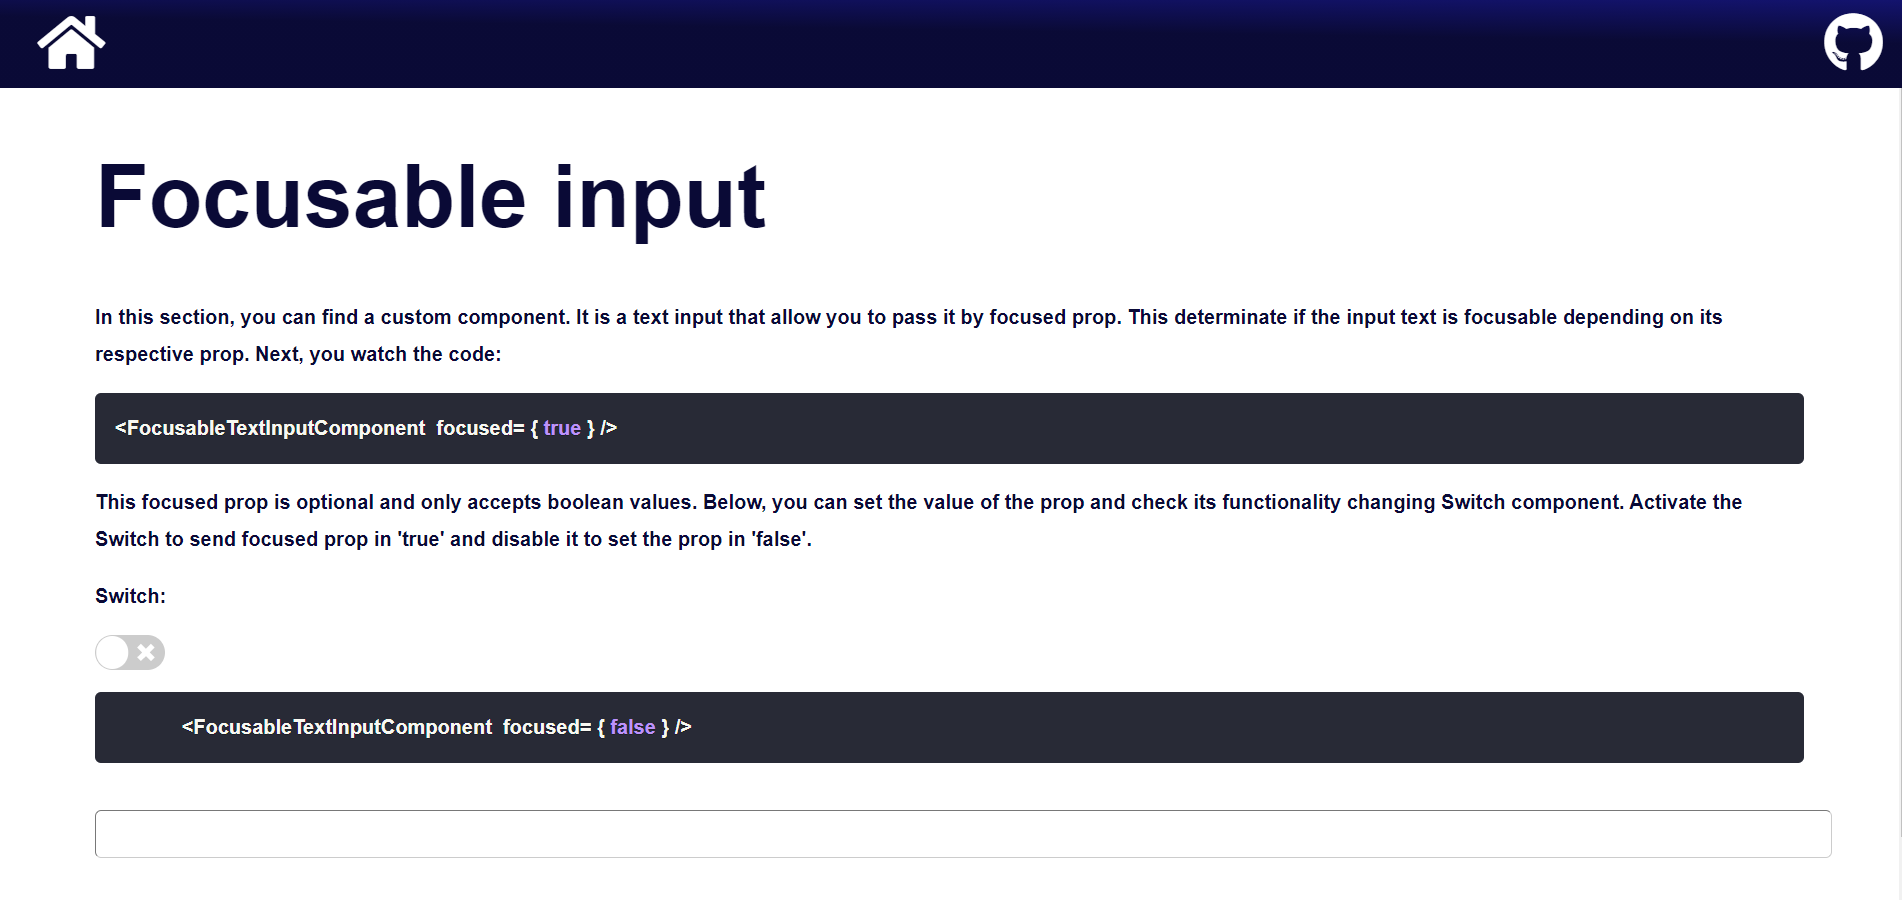 Focusable input
In this section, you can find a custom component. It is a text input that allow you to pass it by focused prop. This determinate if the input text is focusable depending on its
respective prop. Next, you watch the code:
<FocusableTextInputComponent focused= { true } />
This focused prop is optional and only accepts boolean values. Below, you can set the value of the prop and check its functionality changing Switch component. Activate the
Switch to send focused prop in 'true' and disable it to set the prop in 'false'.
Switch:
<FocusableTextInputComponent focused= { false } />